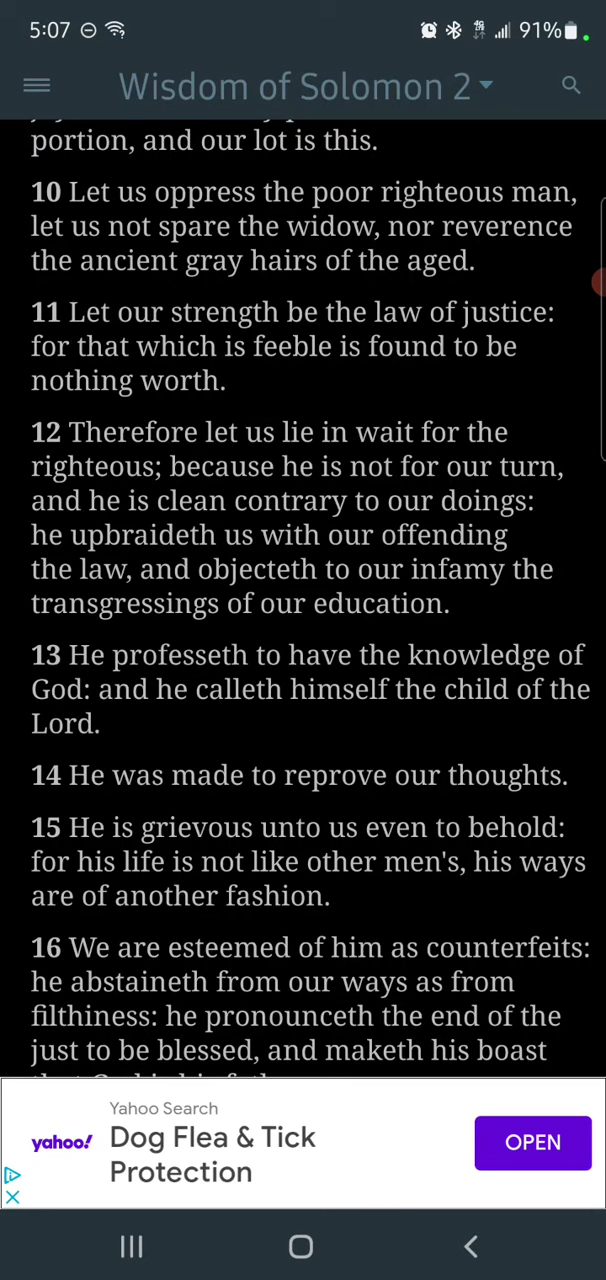 5:07 91%
Wisdom of Solomon 2
portion, and our lot is this.
10 Let us oppress the poor righteous man,
let us not spare the widow, nor reverence
the ancient gray hairs of the aged.
11 Let our strength be the law of justice:
for that which is feeble is found to be
nothing worth.
12 Therefore let us lie in wait for the
righteous; because he is not for our turn,
and he is clean contrary to our doings:
he upbraideth us with our offending
the law, and objecteth to our infamy the
transgressings of our education.
13 He professeth to have the knowledge of
God: and he calleth himself the child of the
Lord.
14 He was made to reprove our thoughts.
15 He is grievous unto us even to behold:
for his life is not like other men's, his ways
are of another fashion.
16 We are esteemed of him as counterfeits:
he abstaineth from our ways as from
filthiness: he pronounceth the end of the
just to be blessed, and maketh his boast
Yahoo Search
yahoo! Dog Flea & Tick
Protection
OPEN